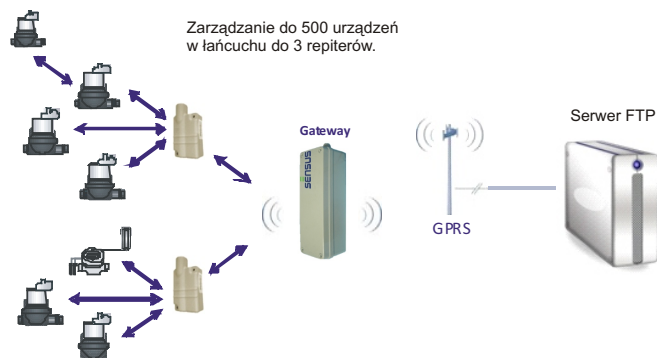 Zarządzanie do 500 urządzeń
w łańcuchu do 3 repiterów.
Gateway
SENSUS
GPRS
Serwer FTP